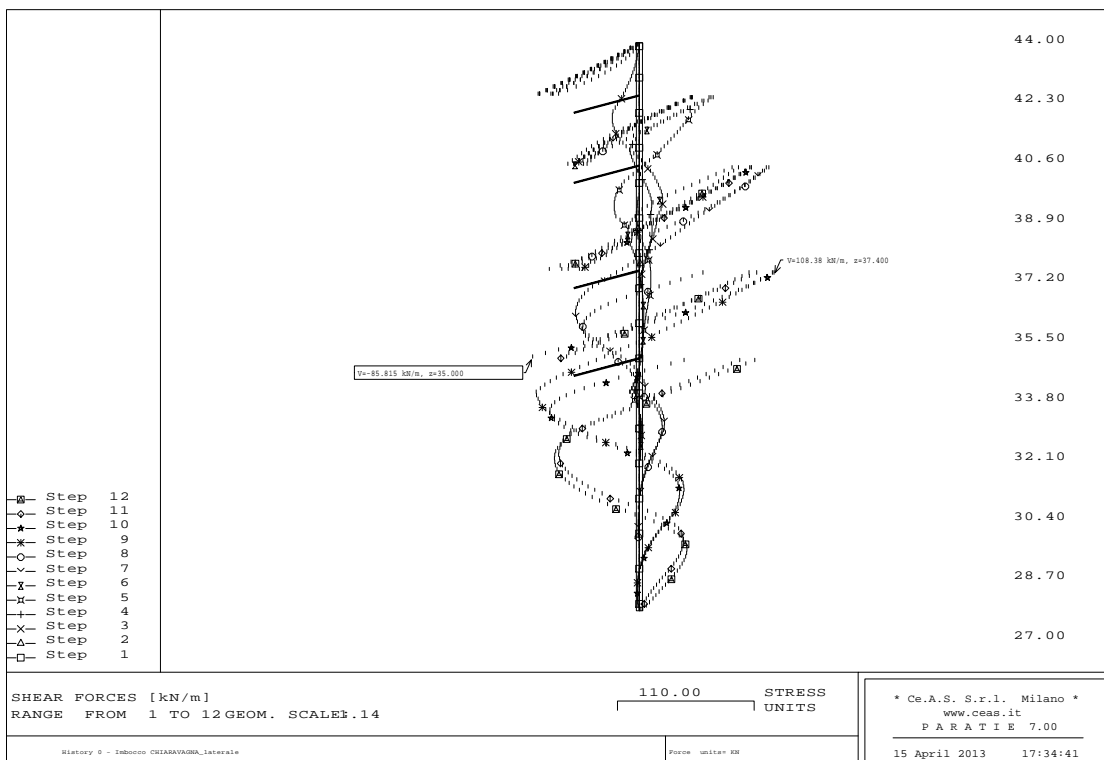 44.00
42.30
40.60
38.90
V=108.38 kN/m, z=37.400
37.20
35.50
V=-85.815 kN/m, z=35.000
33.80
32.10
30.40
28.70
27.00
Step 12
Step 11
Step 10
Step 9
Step 8
Step 7
Step 6
Step 5
Step 4
Step 3
Step 2
Step 1
SHEAR FORCES [kN/m]
RANGE FROM 1 TO 12 GEOM. SCALE 1.14
110.00 STRESS
UNITS
* Ce.A.S. S.r.l. Milano *
www.ceas.it
P A R A T I E 7.00
15 April 2013 17:34:41
History 0 - Imbocco CHIARAVAGNA_laterale
Force units= KN